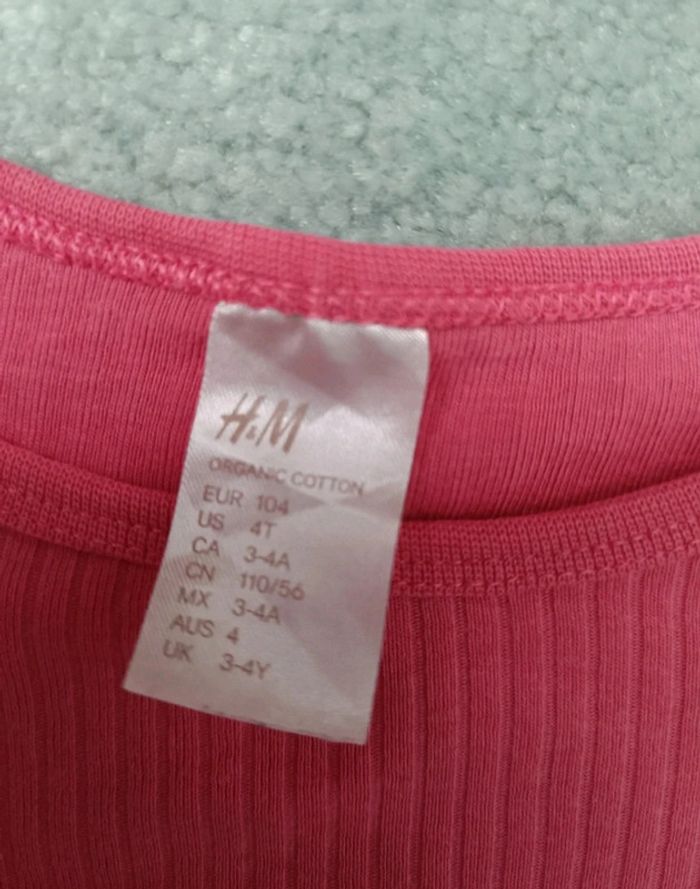 H&M
ORGANIC COTTON
EUR 104
US 4T
CA 3-4A
CN 110/56
MX 3-4A
AUS 4
UK 3-4Y